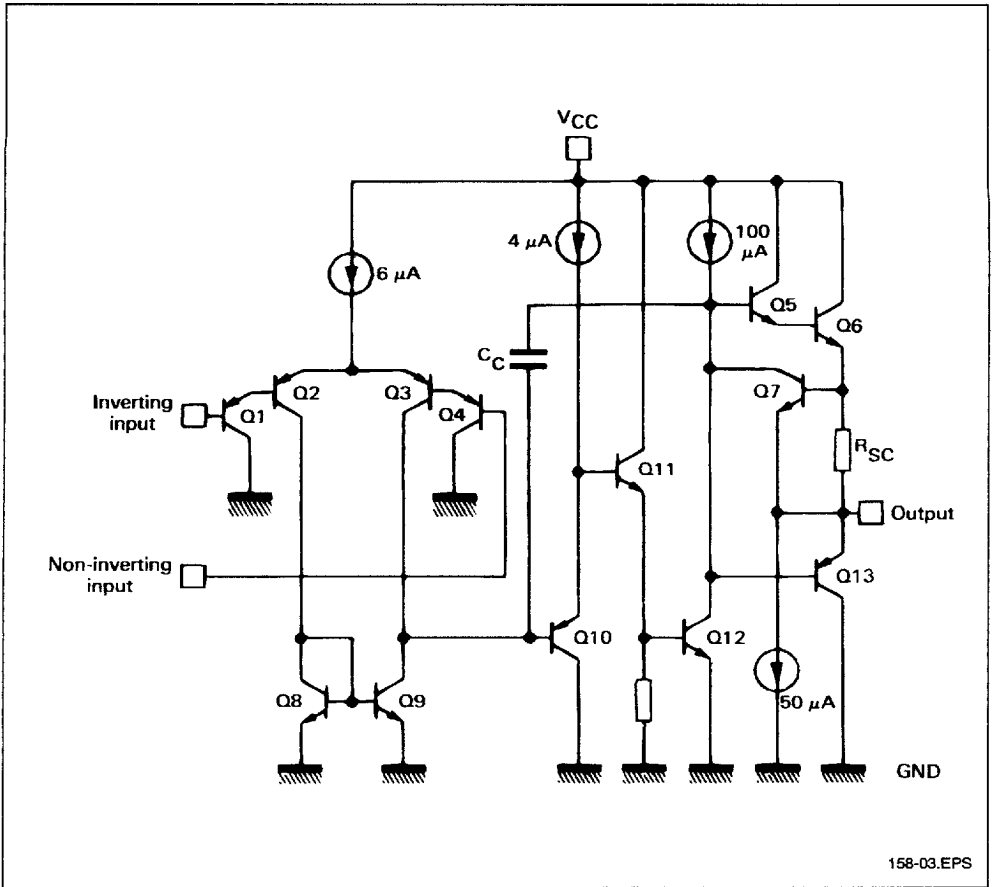 VCC
6 μA
4 μA
100
μA
Q5
Q6
CC
Q2
Q3
Q7
Inverting
input
Q1
Q4
RSC
Q11
Output
Non-inverting
input
Q10
Q12
Q13
Q8
Q9
50 μA
GND
158-03.EPS